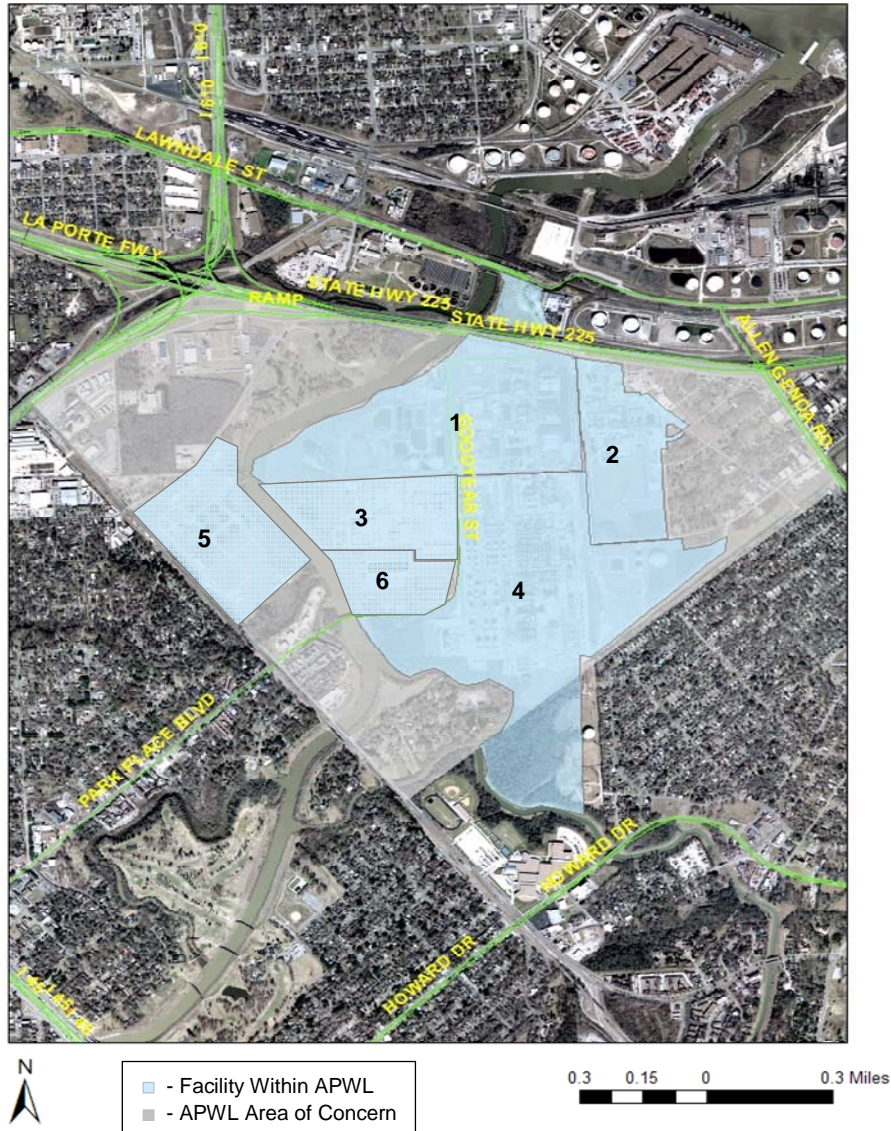 I-610
I-610
LAWNDALE ST
LA PORTE FWY
STATE HWY 225
RAMP
STATE HWY 225
ALLEN GENOA RD
1
GOODYEAR ST
2
3
5
6
4
PARK PLACE BLVD
HOWARD DR
HOWARD DR
N
- Facility Within APWL
- APWL Area of Concern
0.3 0.15 0 0.3 Miles